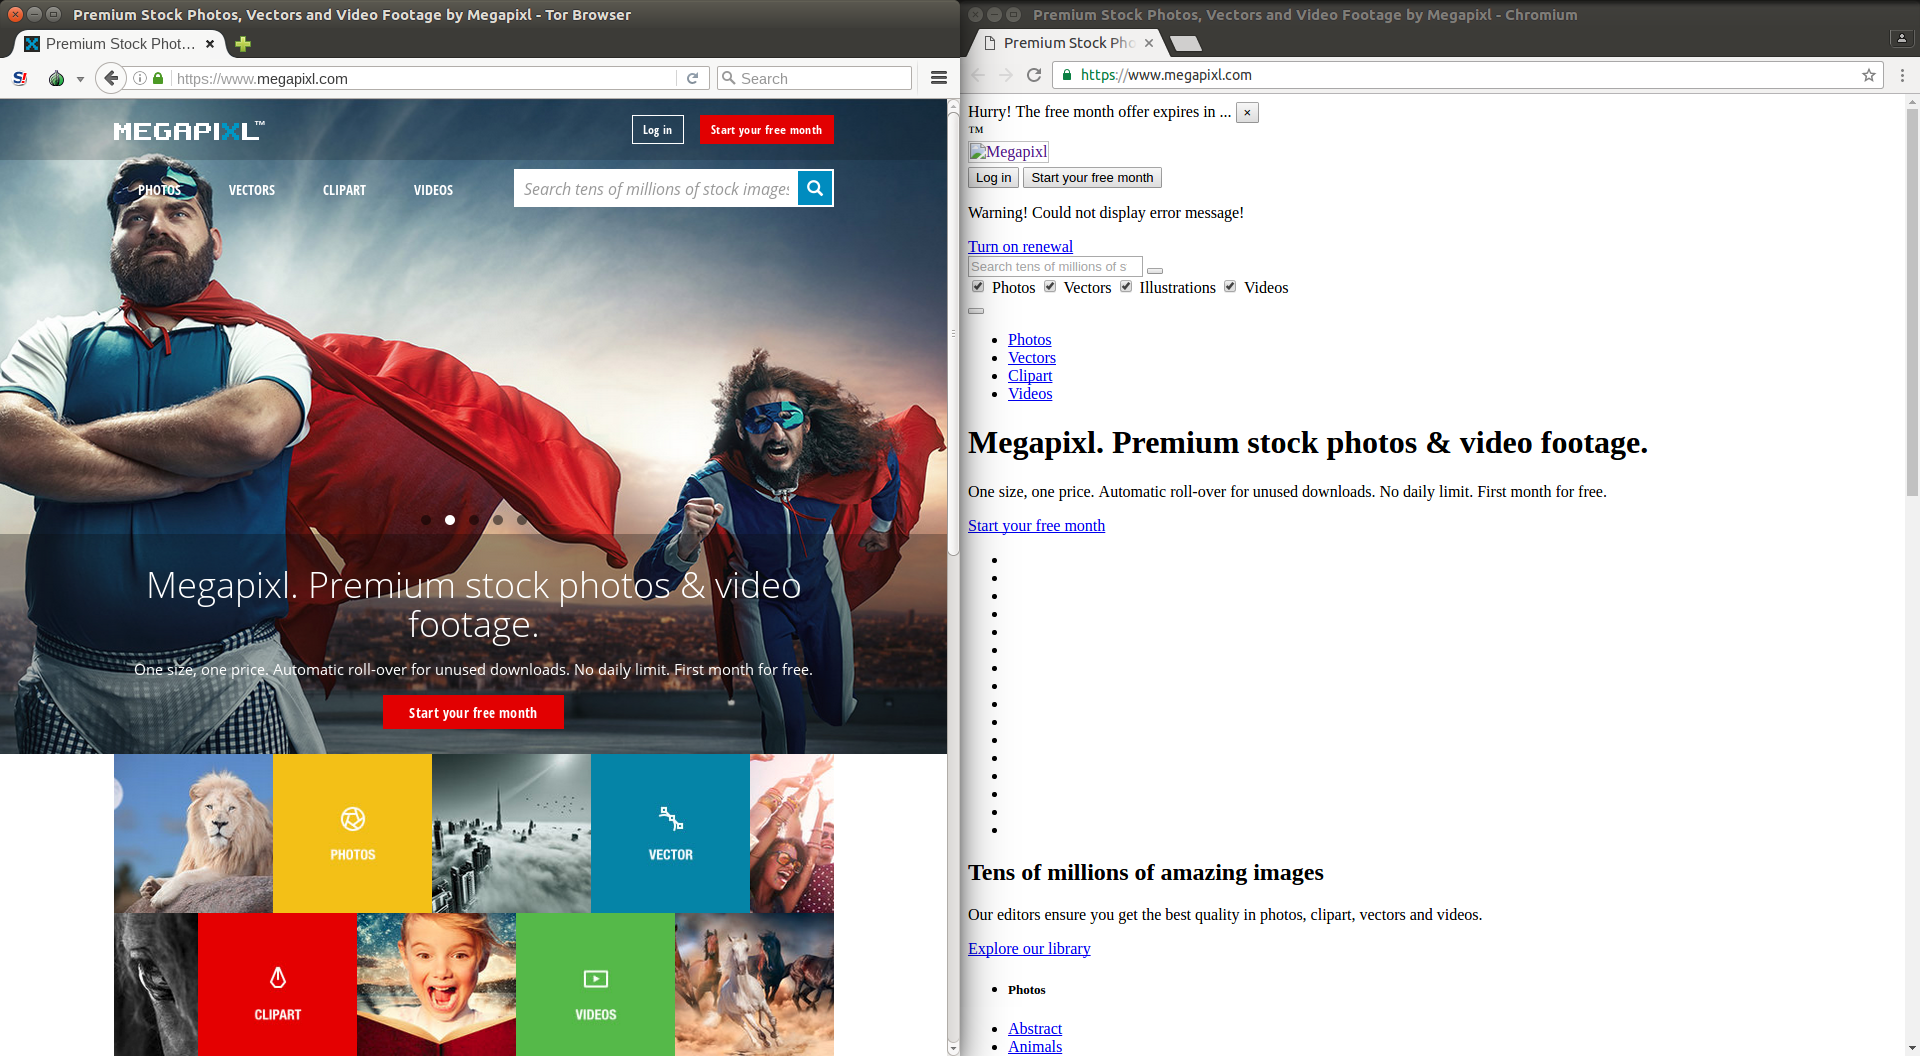 Premium Stock Photos, Vectors and Video Footage by Megapixl - Tor Browser
Premium Stock Phot...
https://www.megapixl.com
Search
MEGAPIXL™
Log in
Start your free month
PHOTOS
VECTORS
CLIPART
VIDEOS
Search tens of millions of stock images
Megapixl. Premium stock photos & video
footage.
One size, one price. Automatic roll-over for unused downloads. No daily limit. First month for free.
Start your free month
PHOTOS
VECTOR
CLIPART
VIDEOS
Premium Stock Photos, Vectors and Video Footage by Megapixl - Chromium
Premium Stock Pho
https://www.megapixl.com
Hurry! The free month offer expires in ... ×
™
Megapixl
Log in Start your free month
Warning! Could not display error message!
Turn on renewal
Search tens of millions of s
Photos Vectors Illustrations Videos
Photos
Vectors
Clipart
Videos
Megapixl. Premium stock photos & video footage.
One size, one price. Automatic roll-over for unused downloads. No daily limit. First month for free.
Start your free month
Tens of millions of amazing images
Our editors ensure you get the best quality in photos, clipart, vectors and videos.
Explore our library
Photos
Abstract
Animals